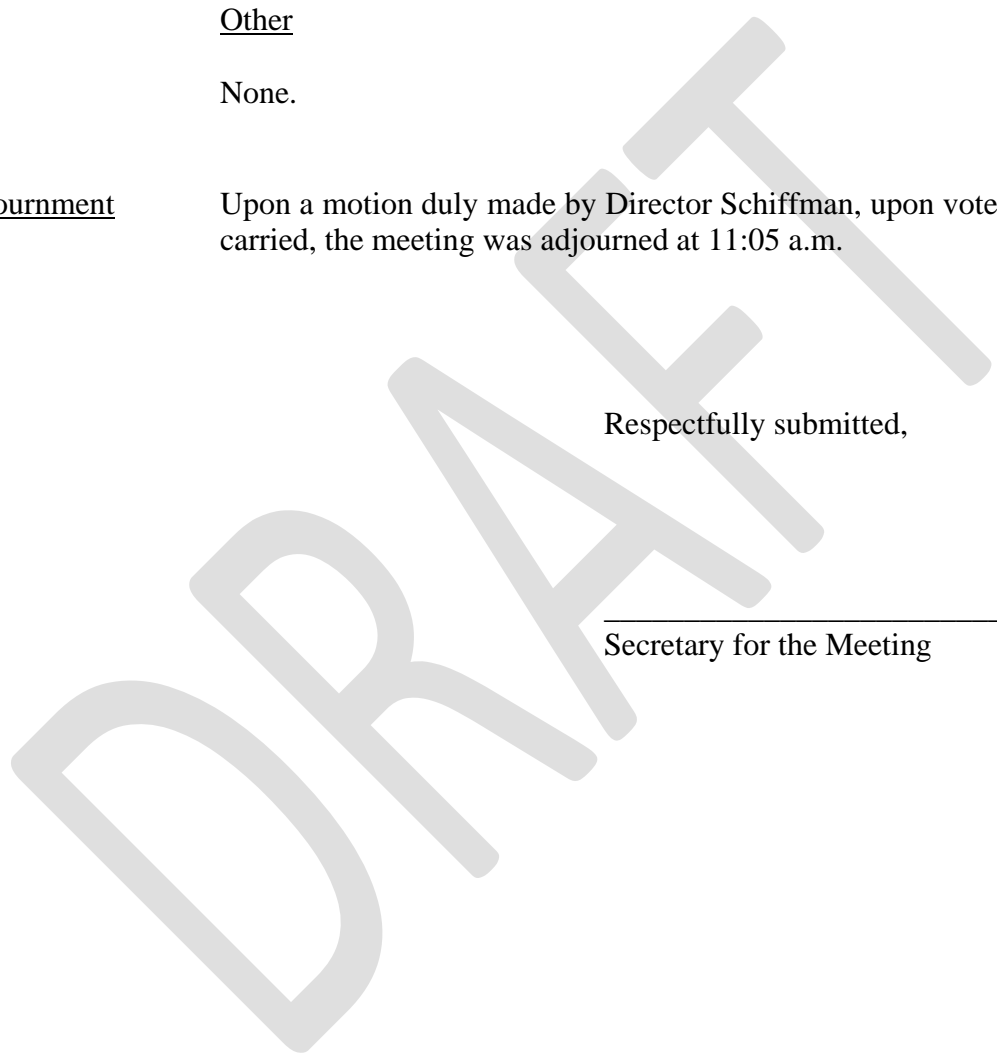 Other
None.
ournment Upon a motion duly made by Director Schiffman, upon vote
carried, the meeting was adjourned at 11:05 a.m.
Respectfully submitted,
Secretary for the Meeting
DRAFT